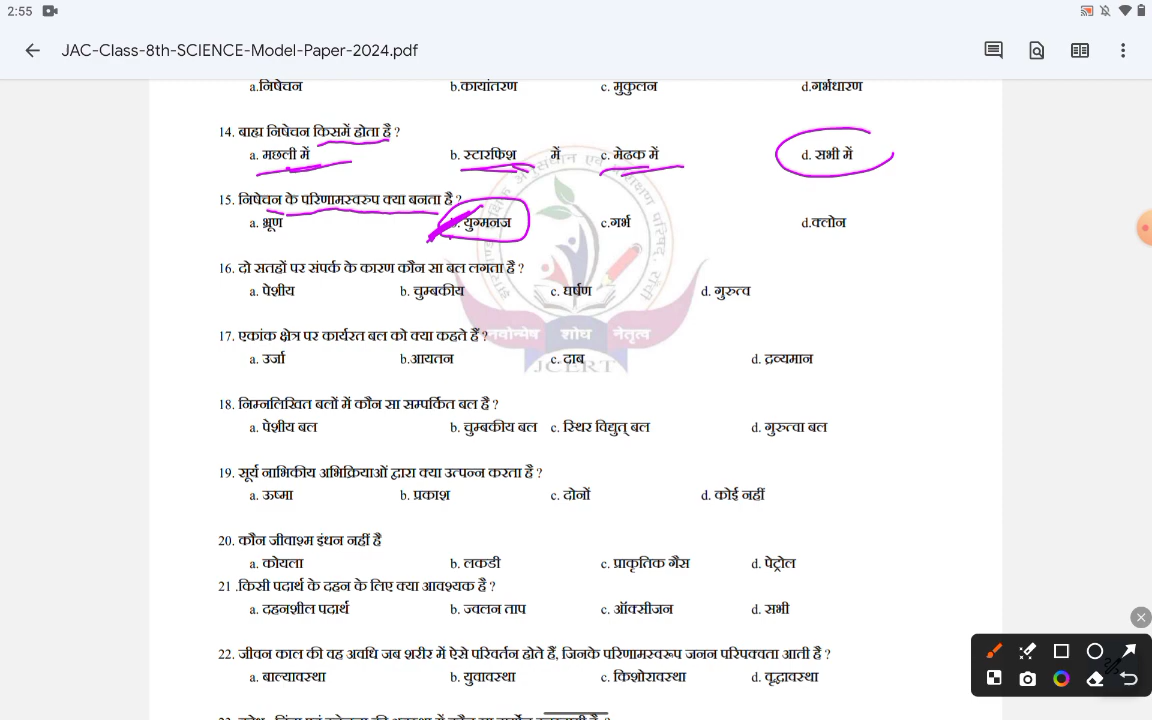 2:55
JAC-Class-8th-SCIENCE-Model-Paper-2024.pdf
a.निषेचन b.कायांतरण c. मुकुलन d.गर्भधारण
14. बाह्य निषेचन किसमें होता है ?
a. मछली में b. स्टारफिश में c. मेढक में d. सभी में
15. निषेचन के परिणामस्वरुप क्या बनता है ?
a. भ्रूण b. युग्मनज c.गर्भ d.क्लोन
16. दो सतहों पर संपर्क के कारण कौन सा बल लगता है ?
a. पेशीय b. चुम्बकीय c. घर्षण d. गुरुत्व
17. एकांक क्षेत्र पर कार्यरत बल को क्या कहते हैं ?
a. उर्जा b.आयतन c. दाब d. द्रव्यमान
नवोन्मेष शोध नेतृत्व
JCERT
18. निम्नलिखित बलों में कौन सा सम्पर्कित बल है ?
a. पेशीय बल b. चुम्बकीय बल c. स्थिर विद्युत् बल d. गुरुत्वा बल
19. सूर्य नाभिकीय अभिक्रियाओं द्वारा क्या उत्पन्न करता है ?
a. ऊष्मा b. प्रकाश c. दोनों d. कोई नहीं
20. कौन जीवाश्म इंधन नहीं है
a. कोयला b. लकडी c. प्राकृतिक गैस d. पेट्रोल
21 .किसी पदार्थ के दहन के लिए क्या आवश्यक है ?
a. दहनशील पदार्थ b. ज्वलन ताप c. ऑक्सीजन d. सभी
22. जीवन काल की वह अवधि जब शरीर में ऐसे परिवर्तन होते हैं, जिनके परिणामस्वरूप जनन परिपक्वता आती है ?
a. बाल्यावस्था b. युवावस्था c. किशोरावस्था d. वृद्धावस्था